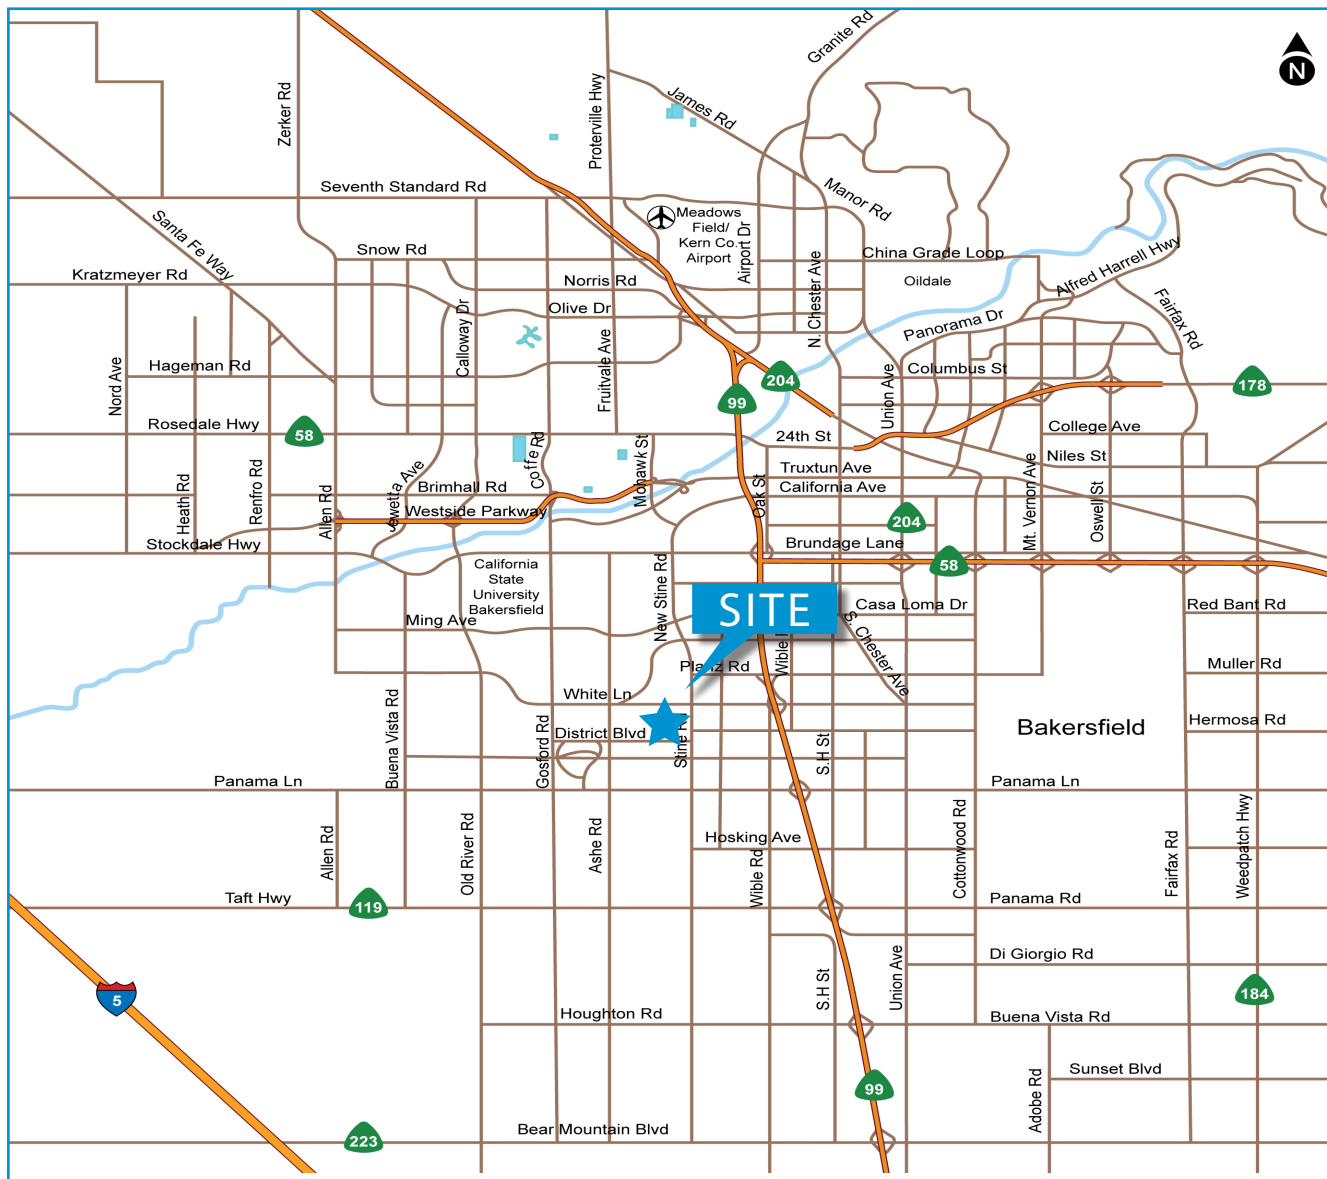 Granite Rd
N
Zerker Rd
Proterville Hwy
James Rd
Seventh Standard Rd
Manor Rd
Santa Fe Way
Meadows
Field/
Kern Co.
Airport
Airport Dr
Snow Rd
N. Chester Ave
China Grade Loop
Alfred Harrell Hwy
Kratzmeyer Rd
Norris Rd
Oildale
Olive Dr
Calloway Dr
Panorama Dr
Fairfax Rd
Nord Ave
Hageman Rd
Fruitvale Ave
Columbus St
204
178
99
Union Ave
Rosedale Hwy
58
24th St
College Ave
Coffe Rd
Mohawk St
Niles St
Heath Rd
Renfro Rd
Allen Rd
Jewetta Ave
Brimhall Rd
Truxtun Ave
California Ave
Oak St
Mt. Vernon Ave
Oswell St
Westside Parkway
204
Stockdale Hwy
Brundage Lane
58
California
State
University
Bakersfield
New Stine Rd
SITE
Casa Loma Dr
Red Bant Rd
Ming Ave
S. Chester Ave
Planz Rd
Wible
Muller Rd
White Ln
Buena Vista Rd
Gosford Rd
District Blvd
Stine Rd
S.H St
Bakersfield
Hermosa Rd
Panama Ln
Panama Ln
Allen Rd
Old River Rd
Ashe Rd
Hosking Ave
Wible Rd
Cottonwood Rd
Fairfax Rd
Weedpatch Hwy
Taft Hwy
119
Panama Rd
Di Giorgio Rd
5
S.H St
Union Ave
184
Houghton Rd
Buena Vista Rd
99
Adobe Rd
Sunset Blvd
223
Bear Mountain Blvd